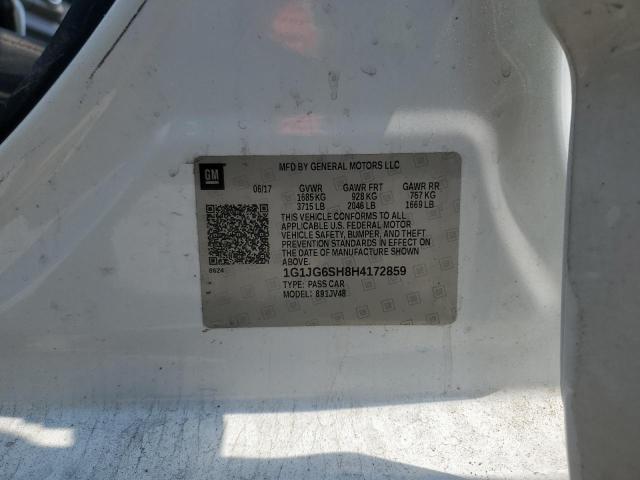 MFD BY GENERAL MOTORS LLC
GM
06/17 GVWR GAWR FRT GAWR RR
1685 KG 928 KG 757 KG
3715 LB 2046 LB 1669 LB
THIS VEHICLE CONFORMS TO ALL
APPLICABLE U.S. FEDERAL MOTOR
VEHICLE SAFETY, BUMPER, AND THEFT
PREVENTION STANDARDS IN EFFECT ON
THE DATE OF MANUFACTURE SHOWN
ABOVE.
8624
1G1JG6SH8H4172859
TYPE: PASS CAR
MODEL: 891JV48